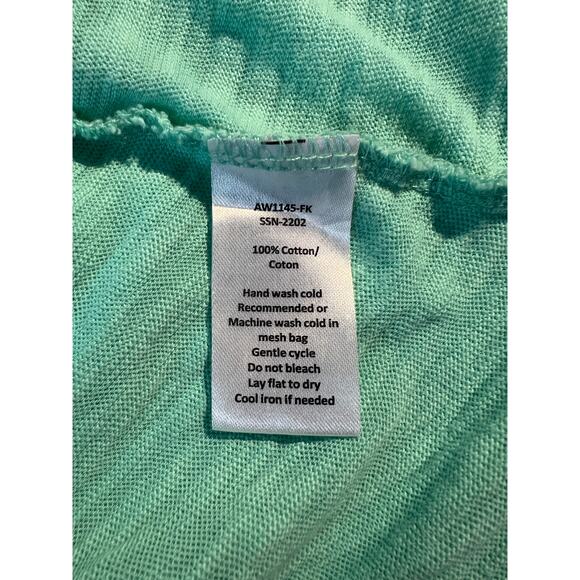 AW1145-FK
SSN-2202
100% Cotton/
Coton
Hand wash cold
Recommended or
Machine wash cold in
mesh bag
Gentle cycle
Do not bleach
Lay flat to dry
Cool iron if needed